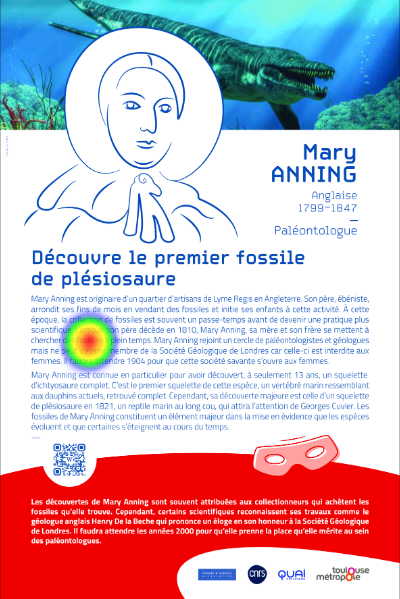 Mary
ANNING
Anglaise
1799-1847
Paléontologue
Découvre le premier fossile
de plésiosaure
Mary Anning est originaire d'un quartier d'artisans de Lyme Regis en Angleterre. Son père, ébéniste,
arrondit ses fins de mois en vendant des fossiles et initie ses enfants à cette activité. À cette
époque, la collection de fossiles est souvent un passe-temps avant de devenir une pratique plus
scientifique. père décède en 1810, Mary Anning, sa mère et son frère se mettent à
chercher plein temps. Mary Anning rejoint un cercle de paléontologistes et géologues
mais ne membre de la Société Géologique de Londres car celle-ci est interdite aux
femmes. Il faudra attendre 1904 pour que cette société savante s'ouvre aux femmes.
Mary Anning est connue en particulier pour avoir découvert, à seulement 13 ans, un squelette
d'ichtyosaure complet. C'est le premier squelette de cette espèce, un vertébré marin ressemblant
aux dauphins actuels, retrouvé complet. Cependant, sa découverte majeure est celle d'un squelette
de plésiosaure en 1821, un reptile marin au long cou, qui attira l'attention de Georges Cuvier. Les
fossiles de Mary Anning constituent un élément majeur dans la mise en évidence que les espèces
évoluent et que certaines s'éteignent au cours du temps.
Les découvertes de Mary Anning sont souvent attribuées aux collectionneurs qui achètent les
fossiles qu'elle trouve. Cependant, certains scientifiques reconnaissent ses travaux comme le
géologue anglais Henry De la Beche qui prononce un éloge en son honneur à la Société Géologique
de Londres. Il faudra attendre les années 2000 pour qu'elle prenne la place qu'elle mérite au sein
des paléontologues.
cnrs
QUAI
toulouse
métropole